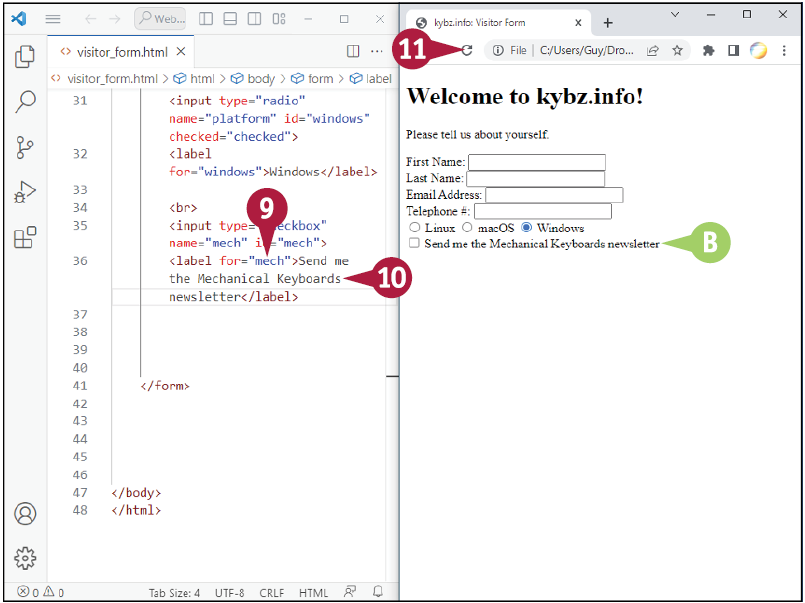 Web...
visitor_form.html
visitor_form.html > html > body > form > label
31 <input type="radio"
name="platform" id="windows"
checked="checked">
32 <label
for="windows">Windows</label>
33
34 <br>
35 <input type= eckbox"
name="mech" i ="mech">
36 <label for="mech">Send me
the Mechanical Keyboards
newsletter</label>
37
38
39
40
41 </form>
42
43
44
45
46
47 </body>
48 </html>
0 0 Tab Size: 4 UTF-8 CRLF HTML
9
10
11
kybz.info: Visitor Form x +
File C:/Users/Guy/Dro...
Welcome to kybz.info!
Please tell us about yourself.
First Name:
Last Name:
Email Address:
Telephone #:
Linux macOS Windows
Send me the Mechanical Keyboards newsletter
B